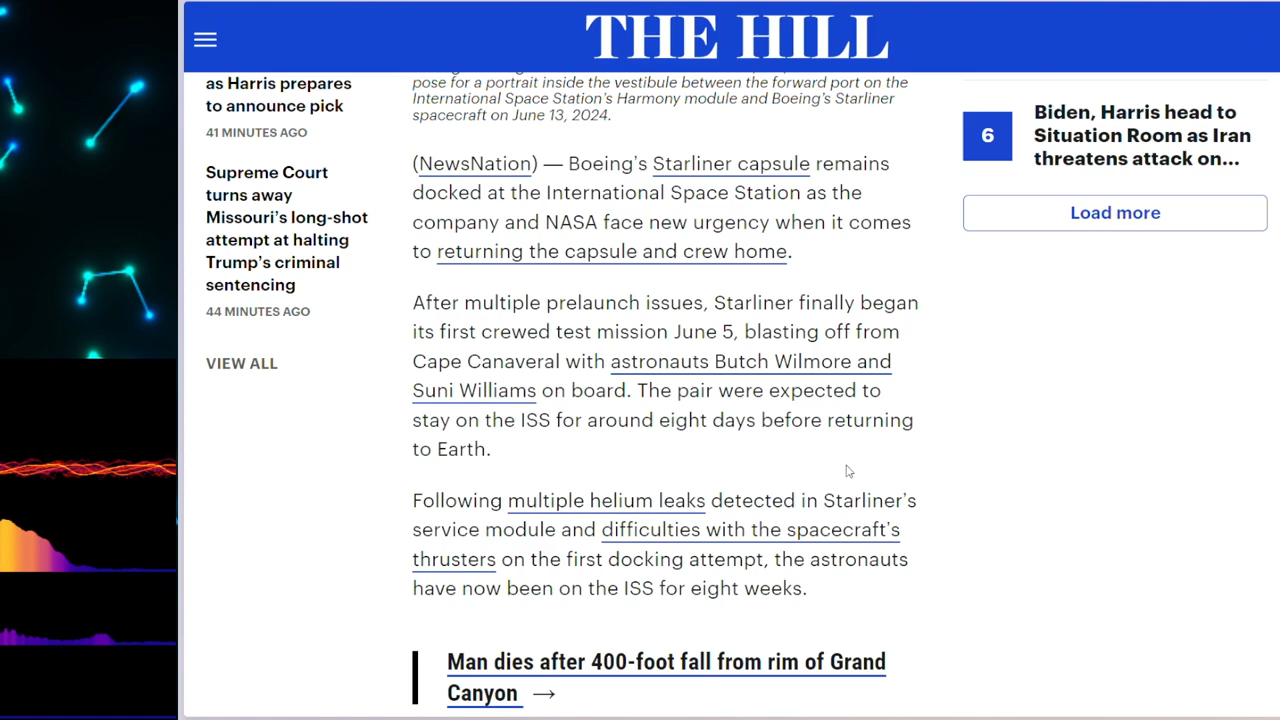 THE HILL
as Harris prepares
to announce pick
41 MINUTES AGO
Supreme Court
turns away
Missouri’s long-shot
attempt at halting
Trump’s criminal
sentencing
44 MINUTES AGO
VIEW ALL
pose for a portrait inside the vestibule between the forward port on the
International Space Station’s Harmony module and Boeing’s Starliner
spacecraft on June 13, 2024.
(NewsNation) — Boeing’s Starliner capsule remains
docked at the International Space Station as the
company and NASA face new urgency when it comes
to returning the capsule and crew home.
After multiple prelaunch issues, Starliner finally began
its first crewed test mission June 5, blasting off from
Cape Canaveral with astronauts Butch Wilmore and
Suni Williams on board. The pair were expected to
stay on the ISS for around eight days before returning
to Earth.
Following multiple helium leaks detected in Starliner’s
service module and difficulties with the spacecraft’s
thrusters on the first docking attempt, the astronauts
have now been on the ISS for eight weeks.
Man dies after 400-foot fall from rim of Grand
Canyon →
6
Biden, Harris head to
Situation Room as Iran
threatens attack on...
Load more